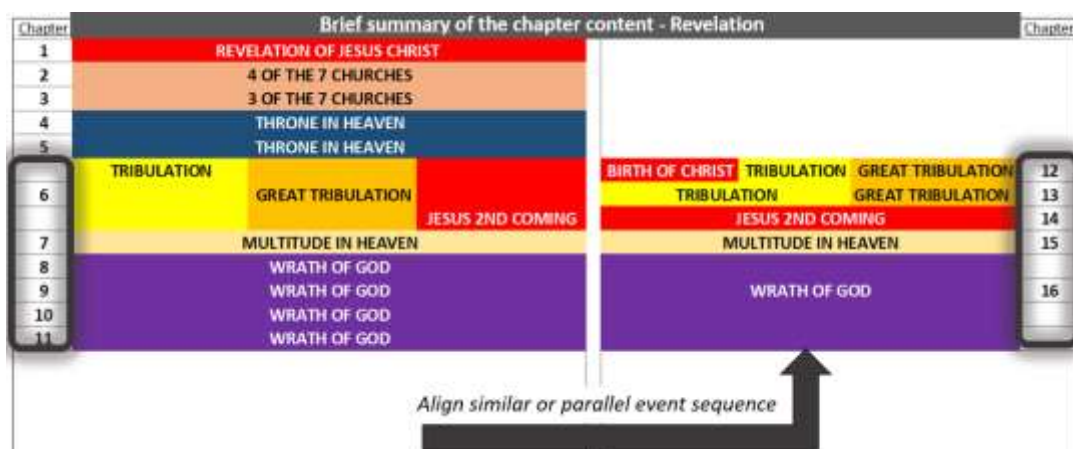 Chapter Brief summary of the chapter content - Revelation Chapter
1 REVELATION OF JESUS CHRIST
2 4 OF THE 7 CHURCHES
3 3 OF THE 7 CHURCHES
4 THRONE IN HEAVEN
5 THRONE IN HEAVEN
TRIBULATION BIRTH OF CHRIST TRIBULATION GREAT TRIBULATION 12
6 GREAT TRIBULATION TRIBULATION GREAT TRIBULATION 13
JESUS 2ND COMING JESUS 2ND COMING 14
7 MULTITUDE IN HEAVEN MULTITUDE IN HEAVEN 15
8 WRATH OF GOD
9 WRATH OF GOD WRATH OF GOD 16
10 WRATH OF GOD
11 WRATH OF GOD
Align similar or parallel event sequence